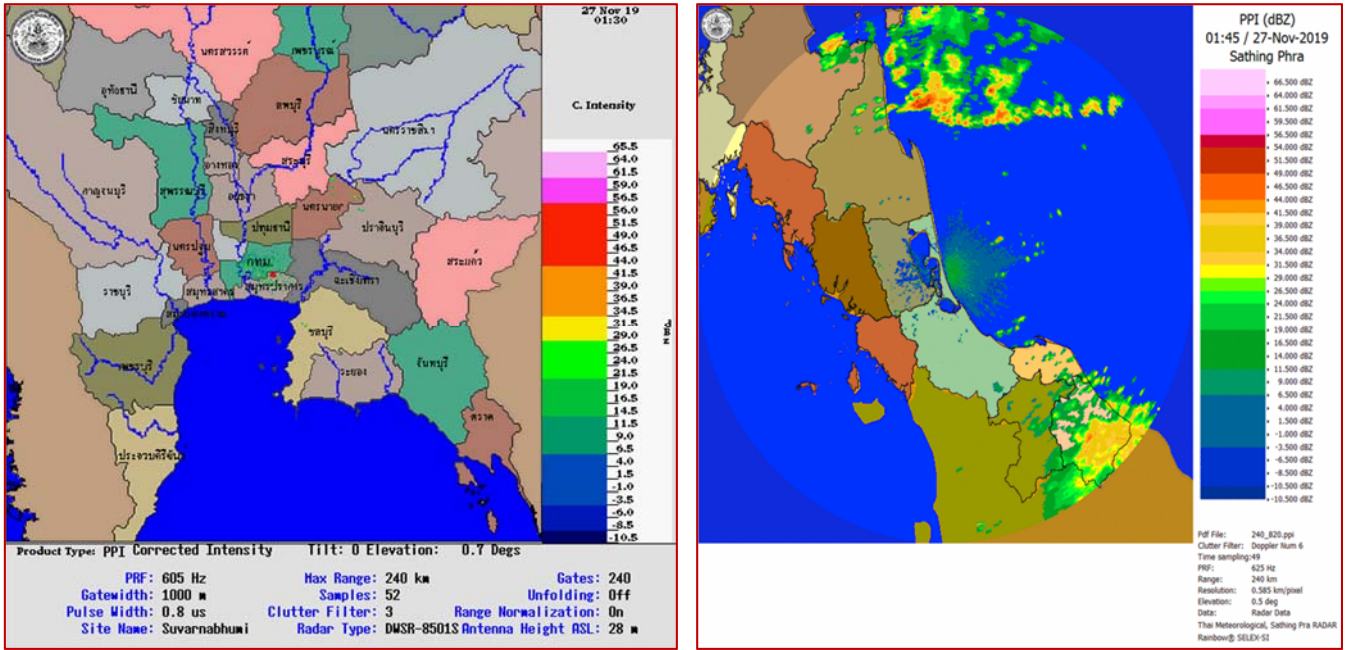 27 Nov 19
01:30
C. Intensity
65.5
64.0
61.5
59.0
56.5
56.0
51.5
49.0
46.5
44.0
41.5
39.0
36.5
34.5
31.5
29.0
26.5
24.0
21.5
19.0
16.5
14.5
11.5
9.0
6.5
4.0
1.5
-1.0
-3.5
-6.0
-8.5
-10.5
นครสวรรค์
เพชรบูรณ์
อุทัยธานี
ชัยนาท
ลพบุรี
สิงห์บุรี
นครราชสีมา
อ่างทอง
สระบุรี
กาญจนบุรี
สุพรรณบุรี
อยุธยา
นครนายก
ปทุมธานี
ปราจีนบุรี
นครปฐม
กทม.
สระแก้ว
ราชบุรี
สมุทรสาคร
สมุทรปราการ
ฉะเชิงเทรา
ชลบุรี
เพชรบุรี
ระยอง
จันทบุรี
ตราด
ประจวบคีรีขันธ์
Product Type: PPI Corrected Intensity Tilt: 0 Elevation: 0.7 Degs
PRF: 605 Hz Max Range: 240 km Gates: 240
Gatewidth: 1000 m Samples: 52 Unfolding: Off
Pulse Width: 0.8 us Clutter Filter: 3 Range Normalization: On
Site Name: Suvarnabhumi Radar Type: DWSR-8501S Antenna Height ASL: 28 m
PPI (dBZ)
01:45 / 27-Nov-2019
Sathing Phra
66.500 dBZ
64.000 dBZ
61.500 dBZ
59.500 dBZ
56.500 dBZ
54.000 dBZ
51.500 dBZ
49.000 dBZ
46.500 dBZ
44.000 dBZ
41.500 dBZ
39.000 dBZ
36.500 dBZ
34.000 dBZ
31.500 dBZ
29.000 dBZ
26.500 dBZ
24.000 dBZ
21.500 dBZ
19.000 dBZ
16.500 dBZ
14.000 dBZ
11.500 dBZ
9.000 dBZ
6.500 dBZ
4.000 dBZ
1.500 dBZ
-1.000 dBZ
-3.500 dBZ
-6.000 dBZ
-8.500 dBZ
-10.500 dBZ
-10.500 dBZ
Pdf File: 240_820.ppi
Clutter Filter: Doppler Num 6
Time sampling:49
PRF: 625 Hz
Range: 240 km
Resolution: 0.585 km/pixel
Elevation: 0.5 deg
Data: Radar Data
Thai Meteorological, Sathing Pra RADAR
Rainbow® SELEX-SI